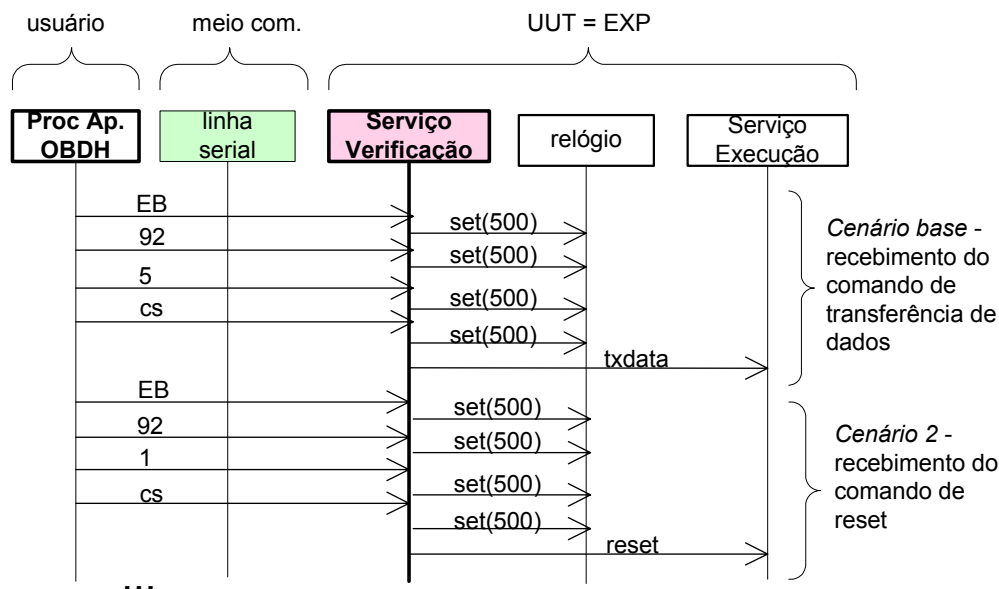 usuário
meio com.
UUT = EXP
Proc Ap.
OBDH
linha
serial
Serviço
Verificação
relógio
Serviço
Execução
EB
set(500)
92
set(500)
5
set(500)
cs
set(500)
txdata
Cenário base -
recebimento do
comando de
transferência de
dados
EB
set(500)
92
set(500)
1
set(500)
cs
set(500)
reset
Cenário 2 -
recebimento do
comando de
reset
...